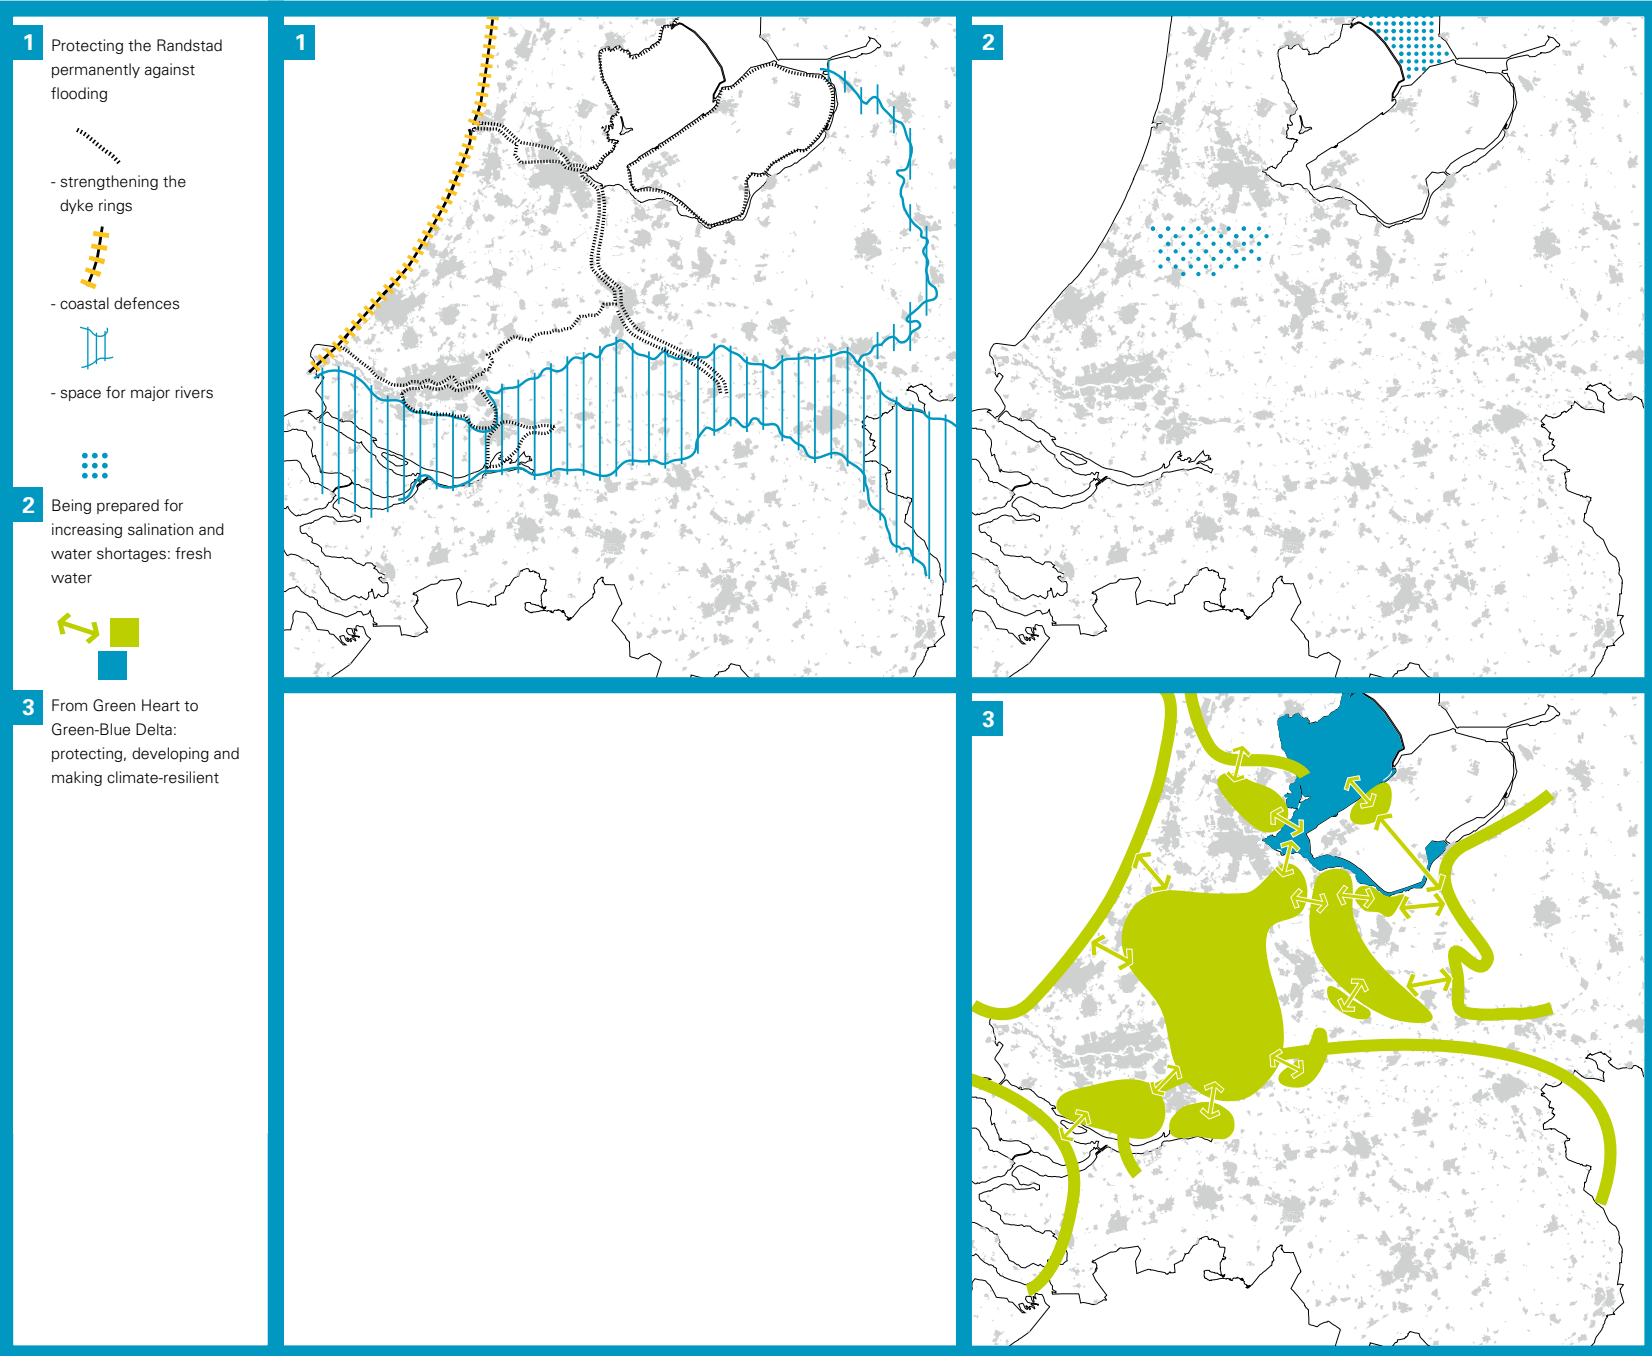 1
Protecting the Randstad
permanently against
flooding
- strengthening the
dyke rings
- coastal defences
- space for major rivers
2
Being prepared for
increasing salination and
water shortages: fresh
water
3
From Green Heart to
Green-Blue Delta:
protecting, developing and
making climate-resilient
1
2
3